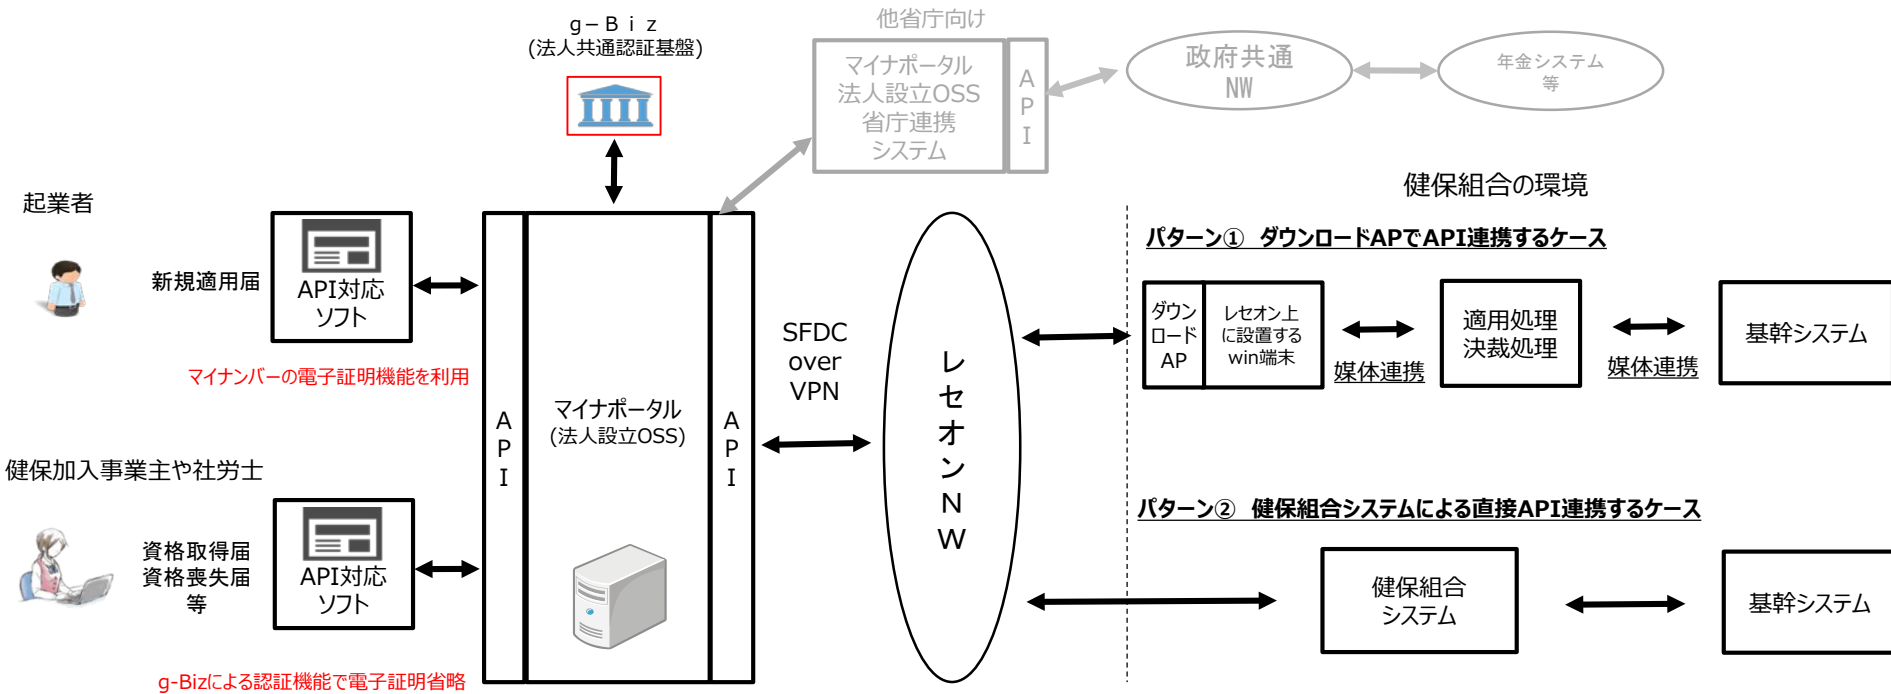 g－Ｂｉｚ
(法人共通認証基盤)
他省庁向け
マイナポータル
法人設立OSS
省庁連携
システム
A
P
I
政府共通
NW
年金システム
等
健保組合の環境
起業者
新規適用届
API対応
ソフト
マイナンバーの電子証明機能を利用
健保加入事業主や社労士
資格取得届
資格喪失届
等
API対応
ソフト
g-Bizによる認証機能で電子証明省略
A
P
I
マイナポータル
(法人設立OSS)
A
P
I
SFDC
over
VPN
レ
セ
オ
ン
N
W
パターン①　ダウンロードAPでAPI連携するケース
ダウン
ロード
AP
レセオン上
に設置する
win端末
媒体連携
適用処理
決裁処理
媒体連携
基幹システム
パターン②　健保組合システムによる直接API連携するケース
健保組合
システム
基幹システム